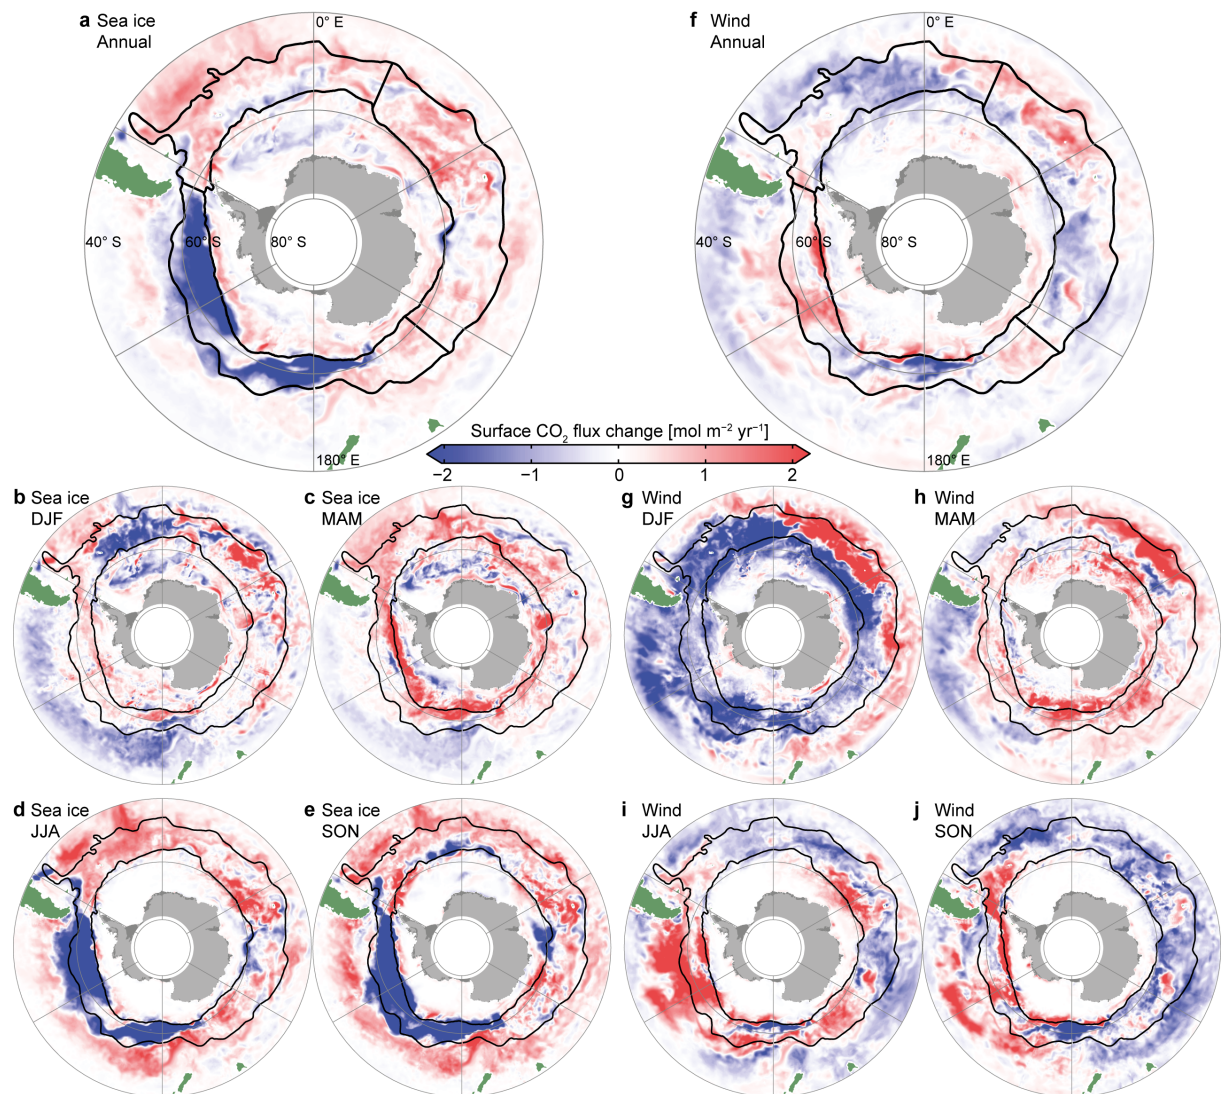 a Sea ice
Annual
0° E
40° S
60° S
80° S
180° E
f Wind
Annual
0° E
40° S
60° S
80° S
180° E
Surface CO₂ flux change [mol m⁻² yr⁻¹]
−2 −1 0 1 2
b Sea ice
DJF
c Sea ice
MAM
g Wind
DJF
h Wind
MAM
d Sea ice
JJA
e Sea ice
SON
i Wind
JJA
j Wind
SON